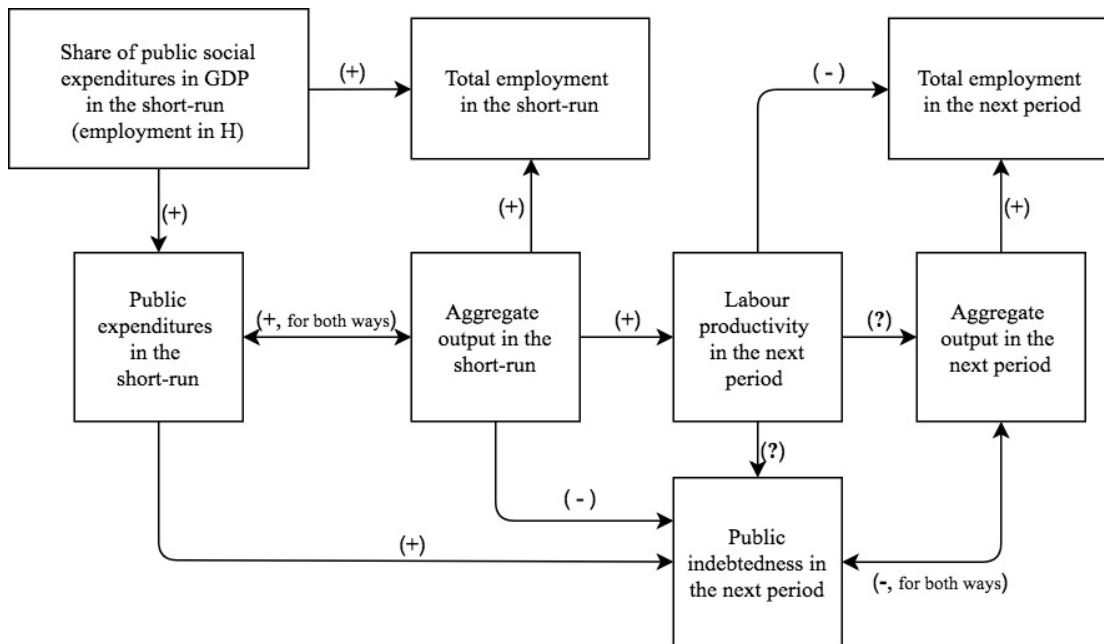 Share of public social
expenditures in GDP
in the short-run
(employment in H)
(+)
Total employment
in the short-run
(-)
Total employment
in the next period
(+)
(+)
(+)
Public
expenditures
in the
short-run
(+, for both ways)
Aggregate
output in the
short-run
(+)
Labour
productivity
in the next
period
(?)
Aggregate
output in the
next period
(?)
(-)
(+)
Public
indebtedness in
the next period
(-, for both ways)